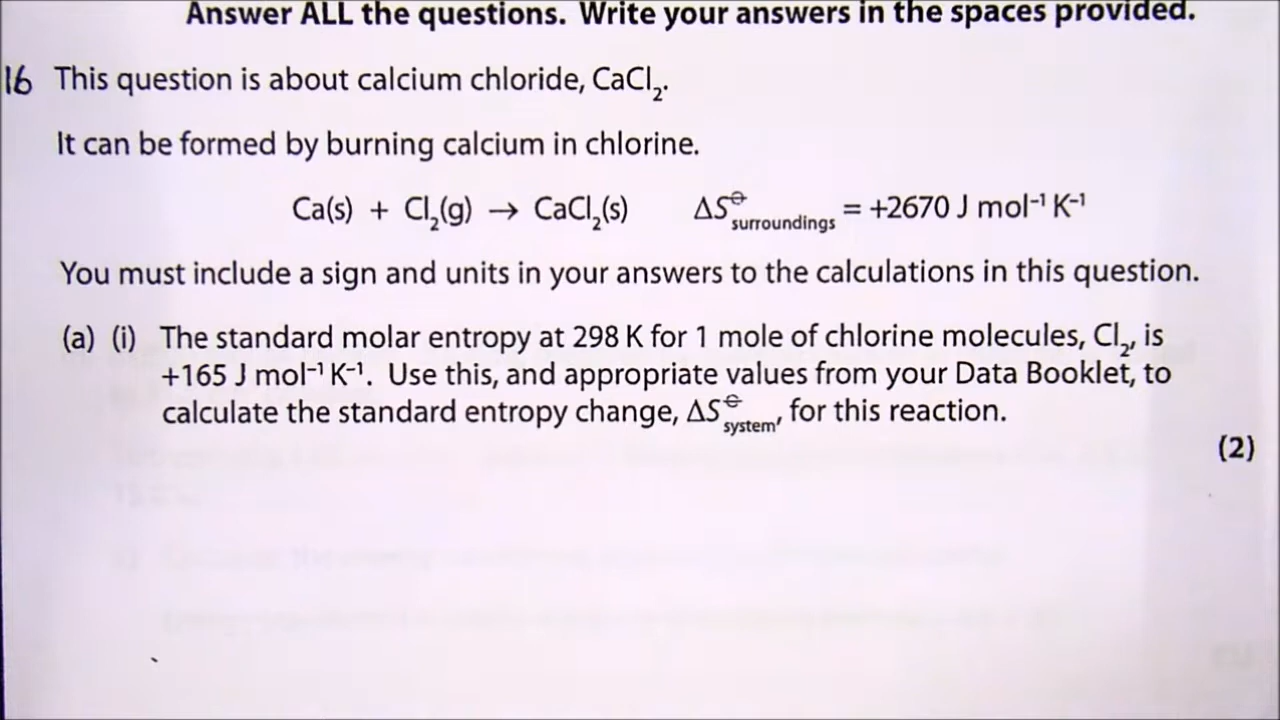 Answer ALL the questions. Write your answers in the spaces provided.
16 This question is about calcium chloride, CaCl₂.
It can be formed by burning calcium in chlorine.
Ca(s) + Cl₂(g) → CaCl₂(s) ΔS⦵surroundings = +2670 J mol⁻¹ K⁻¹
You must include a sign and units in your answers to the calculations in this question.
(a) (i) The standard molar entropy at 298 K for 1 mole of chlorine molecules, Cl₂, is
+165 J mol⁻¹ K⁻¹. Use this, and appropriate values from your Data Booklet, to
calculate the standard entropy change, ΔS⦵system, for this reaction.
(2)